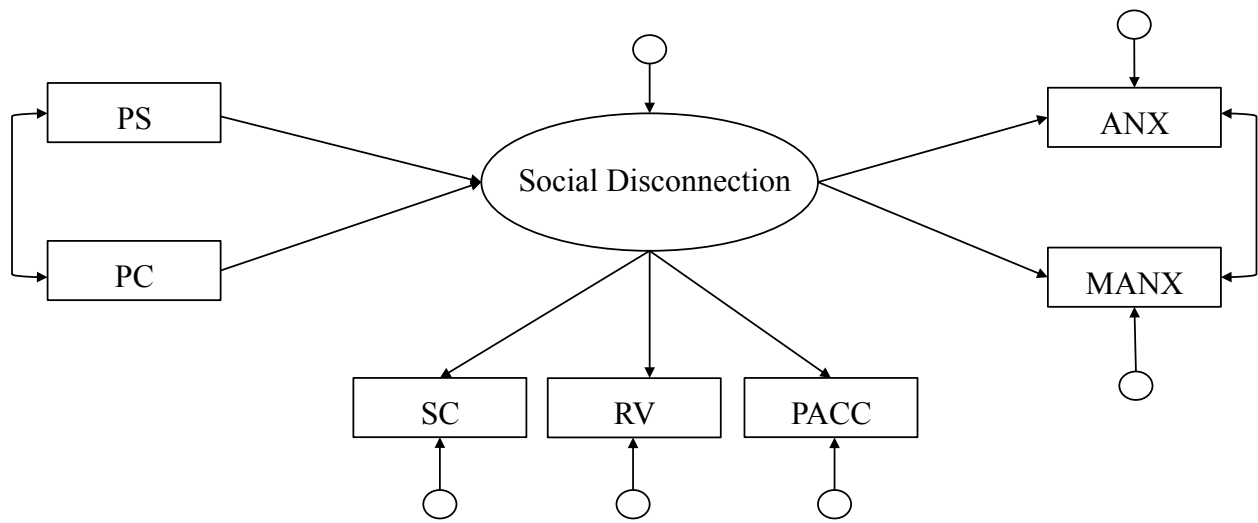 PS
PC
Social Disconnection
ANX
MANX
SC
RV
PACC